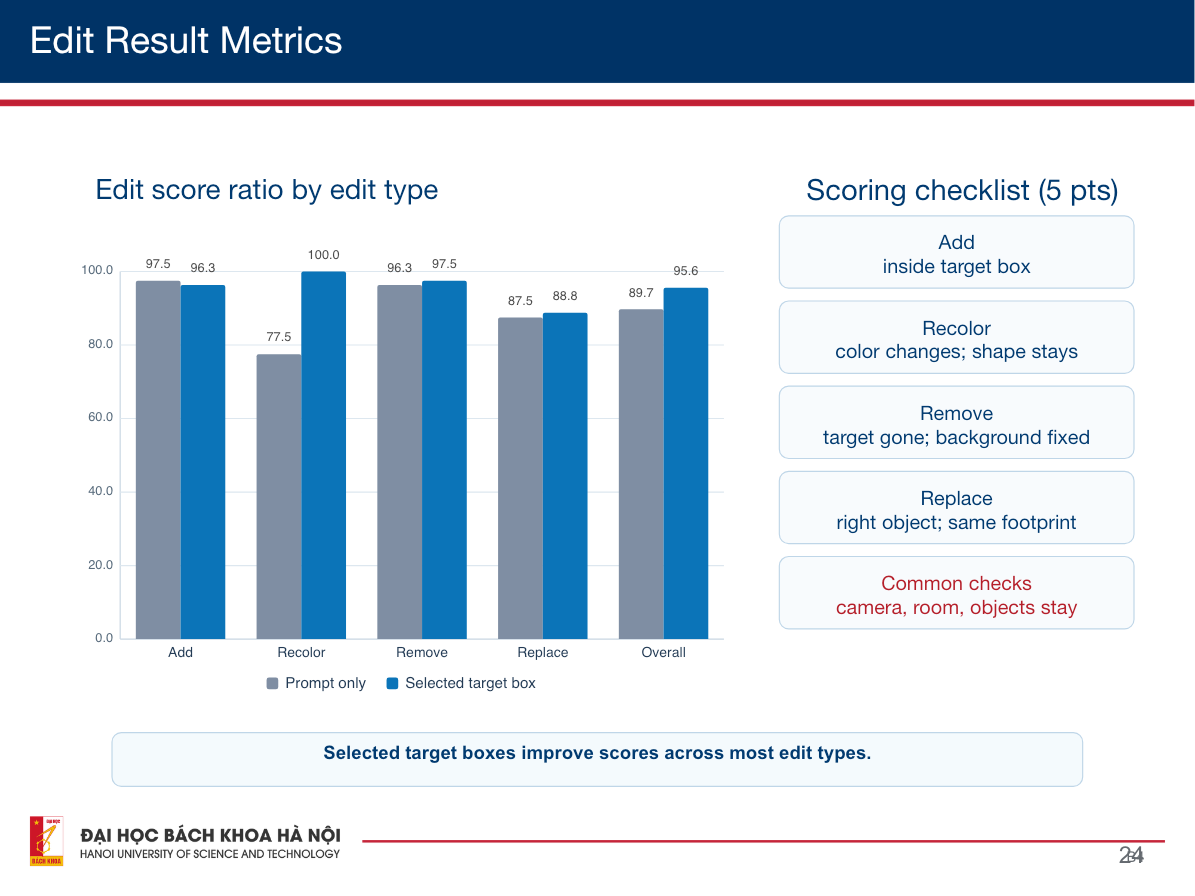 Edit Result Metrics
Edit score ratio by edit type
100.0
80.0
60.0
40.0
20.0
0.0
97.5
96.3
77.5
100.0
96.3
97.5
87.5
88.8
89.7
95.6
Add
Recolor
Remove
Replace
Overall
Prompt only
Selected target box
Scoring checklist (5 pts)
Add
inside target box
Recolor
color changes; shape stays
Remove
target gone; background fixed
Replace
right object; same footprint
Common checks
camera, room, objects stay
Selected target boxes improve scores across most edit types.
ĐẠI HỌC
BÁCH KHOA
ĐẠI HỌC BÁCH KHOA HÀ NỘI
HANOI UNIVERSITY OF SCIENCE AND TECHNOLOGY
24